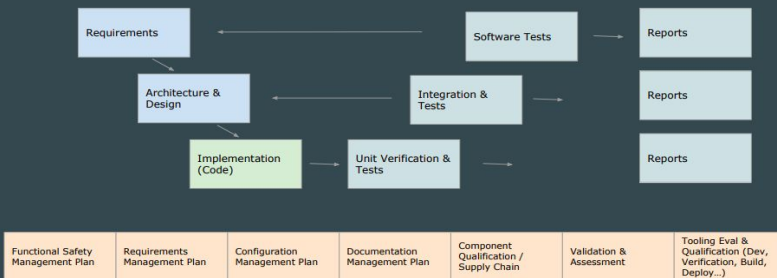 Requirements
Software Tests
Reports
Architecture &
Design
Integration &
Tests
Reports
Implementation
(Code)
Unit Verification &
Tests
Reports
Functional Safety
Management Plan
Requirements
Management Plan
Configuration
Management Plan
Documentation
Management Plan
Component
Qualification /
Supply Chain
Validation &
Assessment
Tooling Eval &
Qualification (Dev,
Verification, Build,
Deploy...)